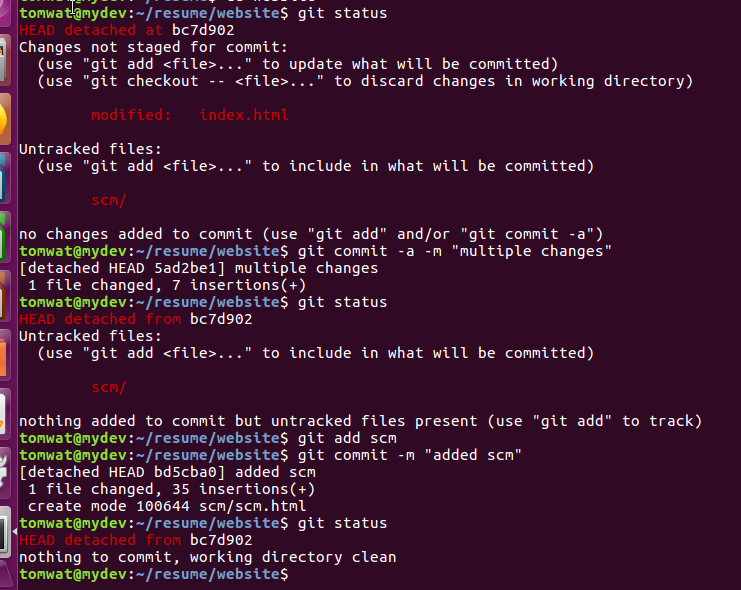 tomwat@mydev:~/resume/website$ git status
HEAD detached at bc7d902
Changes not staged for commit:
  (use "git add <file>..." to update what will be committed)
  (use "git checkout -- <file>..." to discard changes in working directory)
        modified:   index.html
Untracked files:
  (use "git add <file>..." to include in what will be committed)
        scm/
no changes added to commit (use "git add" and/or "git commit -a")
tomwat@mydev:~/resume/website$ git commit -a -m "multiple changes"
[detached HEAD 5ad2be1] multiple changes
 1 file changed, 7 insertions(+)
tomwat@mydev:~/resume/website$ git status
HEAD detached from bc7d902
Untracked files:
  (use "git add <file>..." to include in what will be committed)
        scm/
nothing added to commit but untracked files present (use "git add" to track)
tomwat@mydev:~/resume/website$ git add scm
tomwat@mydev:~/resume/website$ git commit -m "added scm"
[detached HEAD bd5cba0] added scm
 1 file changed, 35 insertions(+)
 create mode 100644 scm/scm.html
tomwat@mydev:~/resume/website$ git status
HEAD detached from bc7d902
nothing to commit, working directory clean
tomwat@mydev:~/resume/website$